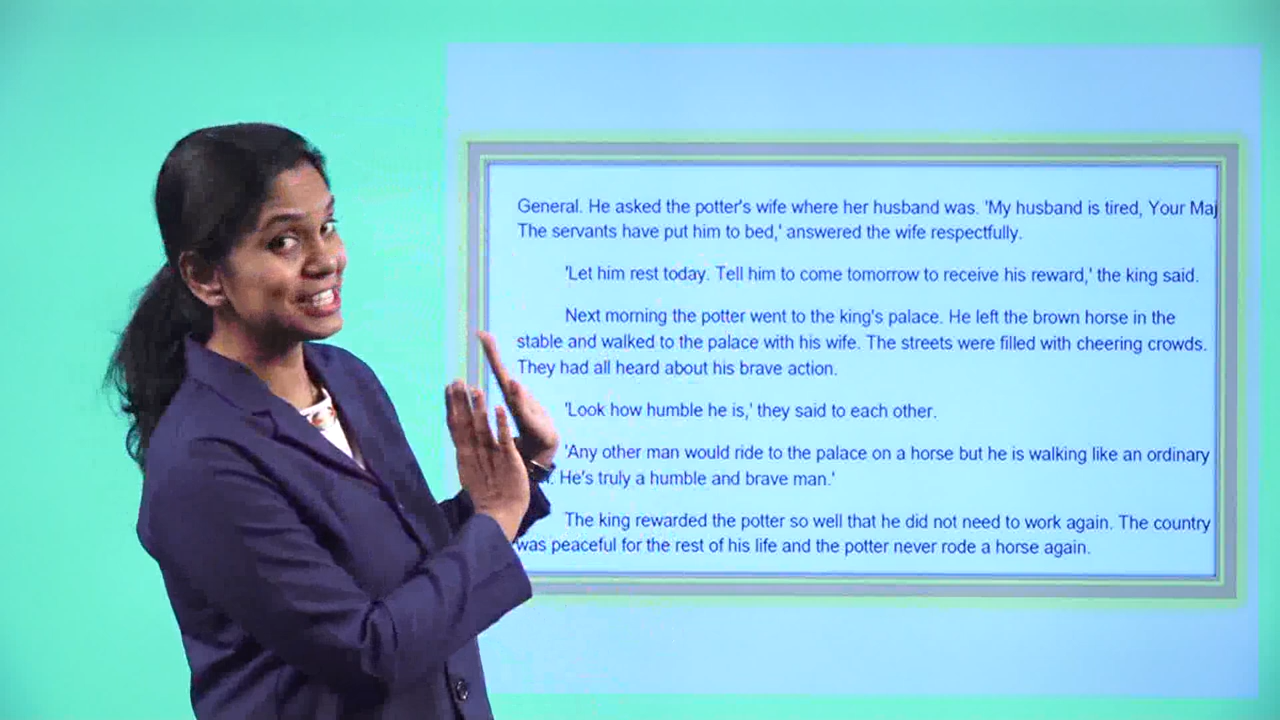 General. He asked the potter's wife where her husband was. 'My husband is tired, Your Maj
The servants have put him to bed,' answered the wife respectfully.
'Let him rest today. Tell him to come tomorrow to receive his reward,' the king said.
Next morning the potter went to the king's palace. He left the brown horse in the
stable and walked to the palace with his wife. The streets were filled with cheering crowds.
They had all heard about his brave action.
'Look how humble he is,' they said to each other.
'Any other man would ride to the palace on a horse but he is walking like an ordinary
He's truly a humble and brave man.'
The king rewarded the potter so well that he did not need to work again. The country
was peaceful for the rest of his life and the potter never rode a horse again.